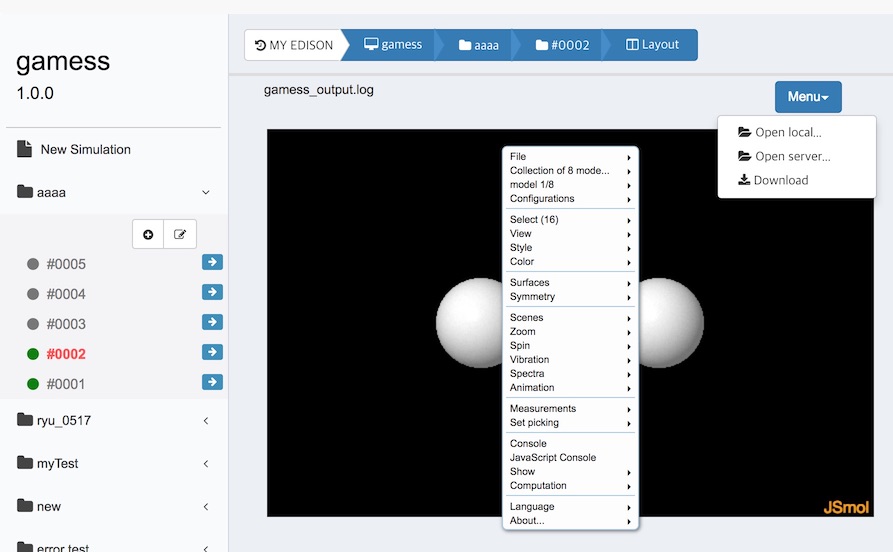 gamess
1.0.0
New Simulation
aaaa
#0005
#0004
#0003
#0002
#0001
ryu_0517
myTest
new
error test
MY EDISON
gamess
aaaa
#0002
Layout
gamess_output.log
Menu
Open local...
Open server...
Download
File
Collection of 8 mode...
model 1/8
Configurations
Select (16)
View
Style
Color
Surfaces
Symmetry
Scenes
Zoom
Spin
Vibration
Spectra
Animation
Measurements
Set picking
Console
JavaScript Console
Show
Computation
Language
About...
JSmol